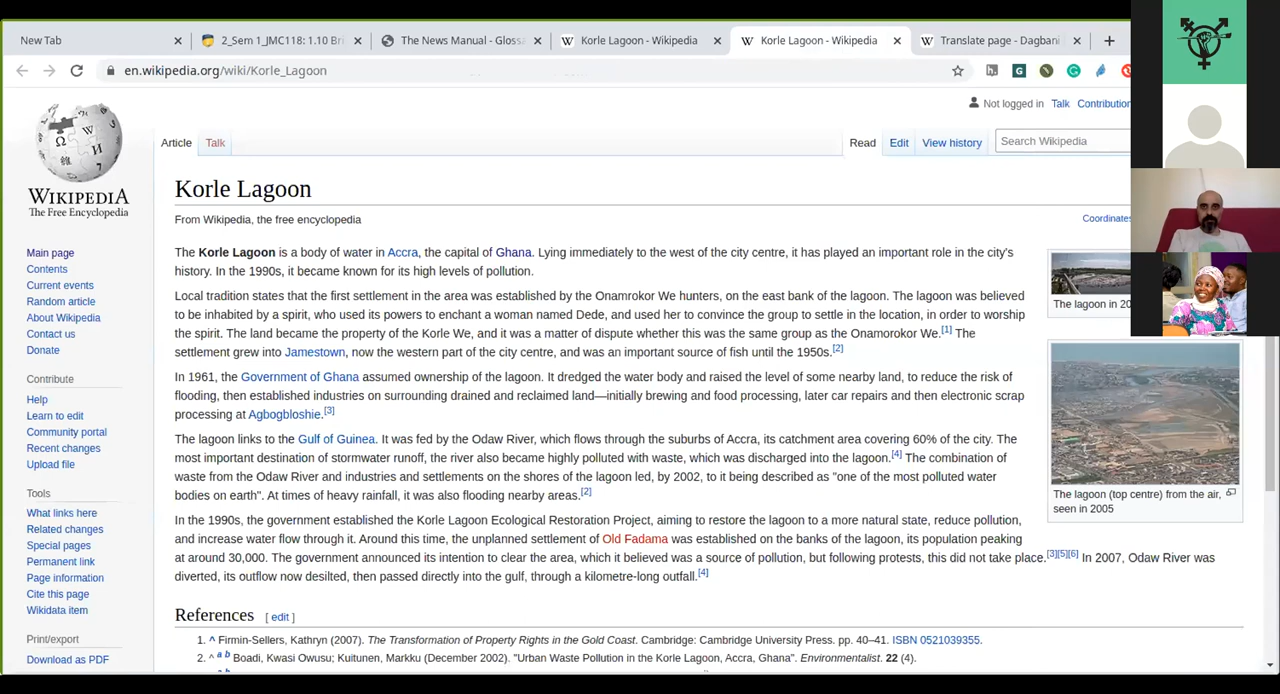 New Tab
2_Sem 1_JMC118: 1.10 Bri
The News Manual - Gloss
Korle Lagoon - Wikipedia
Korle Lagoon - Wikipedia
Translate page - Dagbani
en.wikipedia.org/wiki/Korle_Lagoon
Not logged in Talk Contribution
Article Talk
Read Edit View history Search Wikipedia
WIKIPEDIA
The Free Encyclopedia
Main page
Contents
Current events
Random article
About Wikipedia
Contact us
Donate
Contribute
Help
Learn to edit
Community portal
Recent changes
Upload file
Tools
What links here
Related changes
Special pages
Permanent link
Page information
Cite this page
Wikidata item
Print/export
Download as PDF
Korle Lagoon
From Wikipedia, the free encyclopedia
Coordinates
The Korle Lagoon is a body of water in Accra, the capital of Ghana. Lying immediately to the west of the city centre, it has played an important role in the city's
history. In the 1990s, it became known for its high levels of pollution.
Local tradition states that the first settlement in the area was established by the Onamrokor We hunters, on the east bank of the lagoon. The lagoon was believed
to be inhabited by a spirit, who used its powers to enchant a woman named Dede, and used her to convince the group to settle in the location, in order to worship
the spirit. The land became the property of the Korle We, and it was a matter of dispute whether this was the same group as the Onamorokor We.[1] The
settlement grew into Jamestown, now the western part of the city centre, and was an important source of fish until the 1950s.[2]
In 1961, the Government of Ghana assumed ownership of the lagoon. It dredged the water body and raised the level of some nearby land, to reduce the risk of
flooding, then established industries on surrounding drained and reclaimed land—initially brewing and food processing, later car repairs and then electronic scrap
processing at Agbogbloshie.[3]
The lagoon links to the Gulf of Guinea. It was fed by the Odaw River, which flows through the suburbs of Accra, its catchment area covering 60% of the city. The
most important destination of stormwater runoff, the river also became highly polluted with waste, which was discharged into the lagoon.[4] The combination of
waste from the Odaw River and industries and settlements on the shores of the lagoon led, by 2002, to it being described as "one of the most polluted water
bodies on earth". At times of heavy rainfall, it was also flooding nearby areas.[2]
In the 1990s, the government established the Korle Lagoon Ecological Restoration Project, aiming to restore the lagoon to a more natural state, reduce pollution,
and increase water flow through it. Around this time, the unplanned settlement of Old Fadama was established on the banks of the lagoon, its population peaking
at around 30,000. The government announced its intention to clear the area, which it believed was a source of pollution, but following protests, this did not take place.[3][5][6] In 2007, Odaw River was
diverted, its outflow now desilted, then passed directly into the gulf, through a kilometre-long outfall.[4]
The lagoon in 20
The lagoon (top centre) from the air,
seen in 2005
References [ edit ]
1. ^ Firmin-Sellers, Kathryn (2007). The Transformation of Property Rights in the Gold Coast. Cambridge: Cambridge University Press. pp. 40–41. ISBN 0521039355.
2. ^ a b Boadi, Kwasi Owusu; Kuitunen, Markku (December 2002). "Urban Waste Pollution in the Korle Lagoon, Accra, Ghana". Environmentalist. 22 (4).